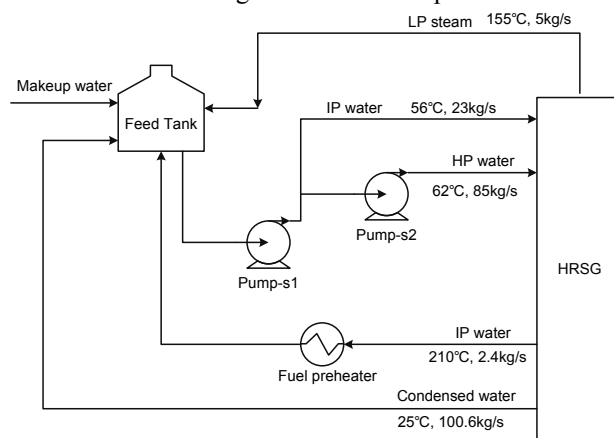 LP steam
155℃, 5kg/s
Makeup water
Feed Tank
IP water
56℃, 23kg/s
HP water
62℃, 85kg/s
Pump-s2
Pump-s1
HRSG
IP water
210℃, 2.4kg/s
Fuel preheater
Condensed water
25℃, 100.6kg/s